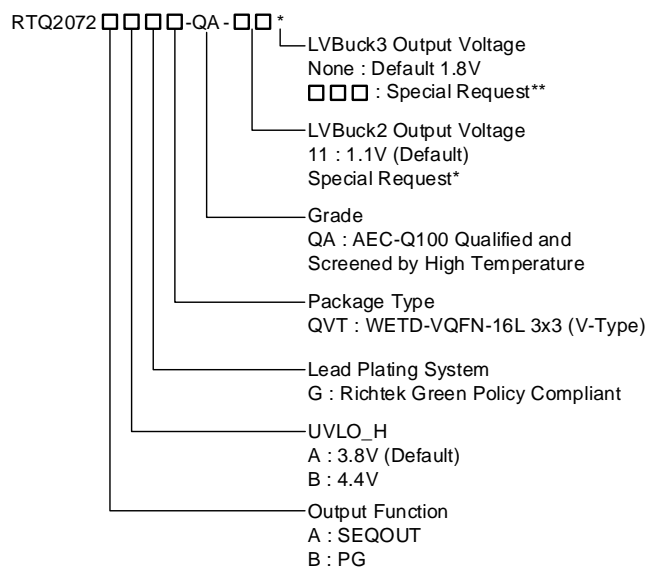 RTQ2072□□□□-QA-□□*
LVBuck3 Output Voltage
None : Default 1.8V
□□□ : Special Request**
LVBuck2 Output Voltage
11 : 1.1V (Default)
Special Request*
Grade
QA : AEC-Q100 Qualified and
Screened by High Temperature
Package Type
QVT : WETD-VQFN-16L 3x3 (V-Type)
Lead Plating System
G : Richtek Green Policy Compliant
UVLO_H
A : 3.8V (Default)
B : 4.4V
Output Function
A : SEQOUT
B : PG